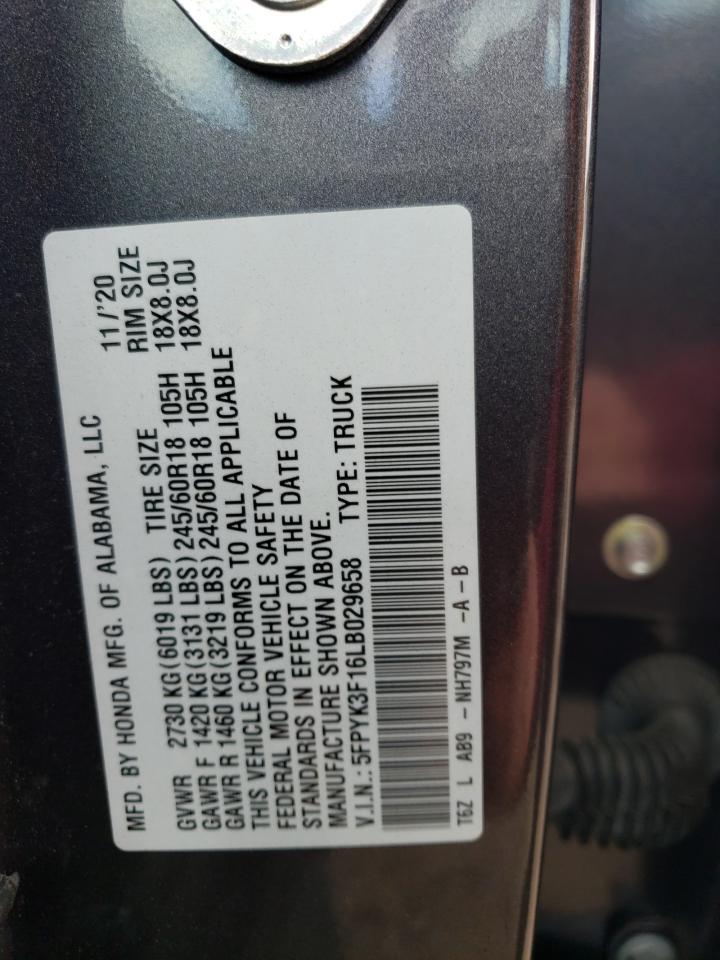 MFD. BY HONDA MFG. OF ALABAMA, LLC 11/'20
GVWR 2730 KG(6019 LBS) TIRE SIZE RIM SIZE
GAWR F 1420 KG(3131 LBS) 245/60R18 105H 18X8.0J
GAWR R 1460 KG(3219 LBS) 245/60R18 105H 18X8.0J
THIS VEHICLE CONFORMS TO ALL APPLICABLE
FEDERAL MOTOR VEHICLE SAFETY
STANDARDS IN EFFECT ON THE DATE OF
MANUFACTURE SHOWN ABOVE.
V.I.N.: 5FPYK3F16LB029658 TYPE: TRUCK
T6Z L AB9 - NH797M - A - B